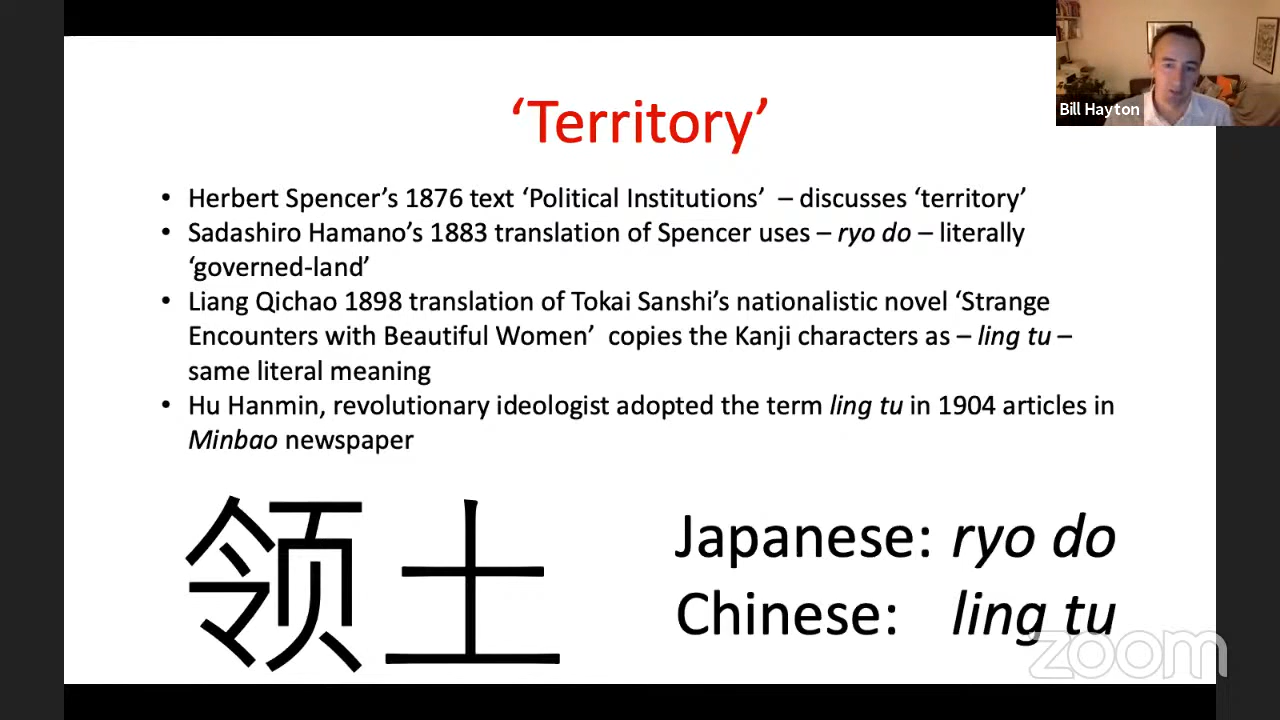 Bill Hayton
‘Territory’
• Herbert Spencer’s 1876 text ‘Political Institutions’ – discusses ‘territory’
• Sadashiro Hamano’s 1883 translation of Spencer uses – ryo do – literally
‘governed-land’
• Liang Qichao 1898 translation of Tokai Sanshi’s nationalistic novel ‘Strange
Encounters with Beautiful Women’ copies the Kanji characters as – ling tu –
same literal meaning
• Hu Hanmin, revolutionary ideologist adopted the term ling tu in 1904 articles in
Minbao newspaper
领土
Japanese: ryo do
Chinese: ling tu
zoom